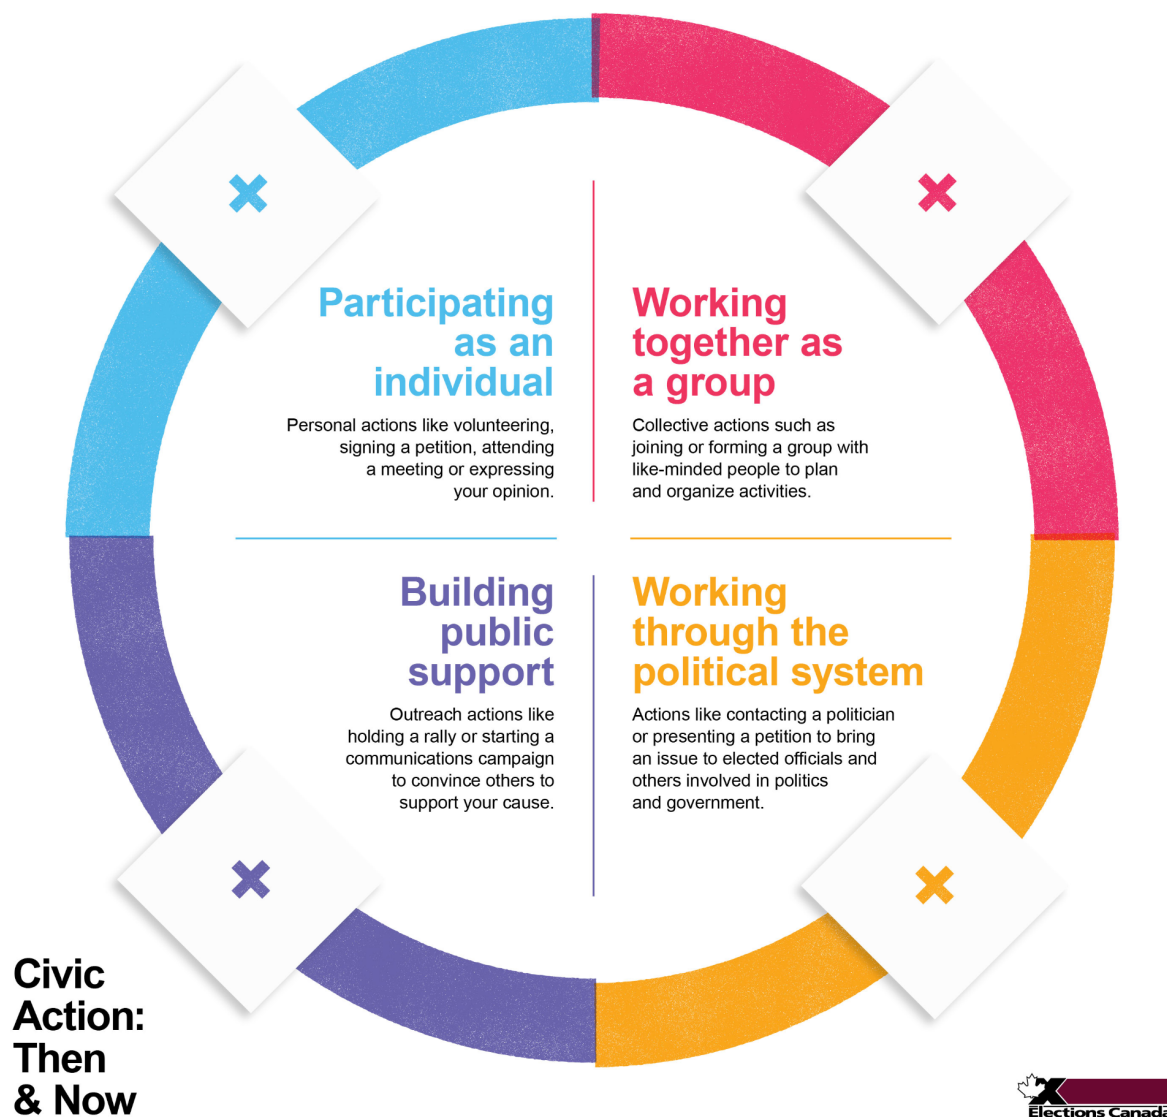 Participating
as an
individual
Personal actions like volunteering,
signing a petition, attending
a meeting or expressing
your opinion.
Working
together as
a group
Collective actions such as
joining or forming a group with
like-minded people to plan
and organize activities.
Building
public
support
Outreach actions like
holding a rally or starting a
communications campaign
to convince others to
support your cause.
Working
through the
political system
Actions like contacting a politician
or presenting a petition to bring
an issue to elected officials and
others involved in politics
and government.
Civic
Action:
Then
& Now
Elections Canada